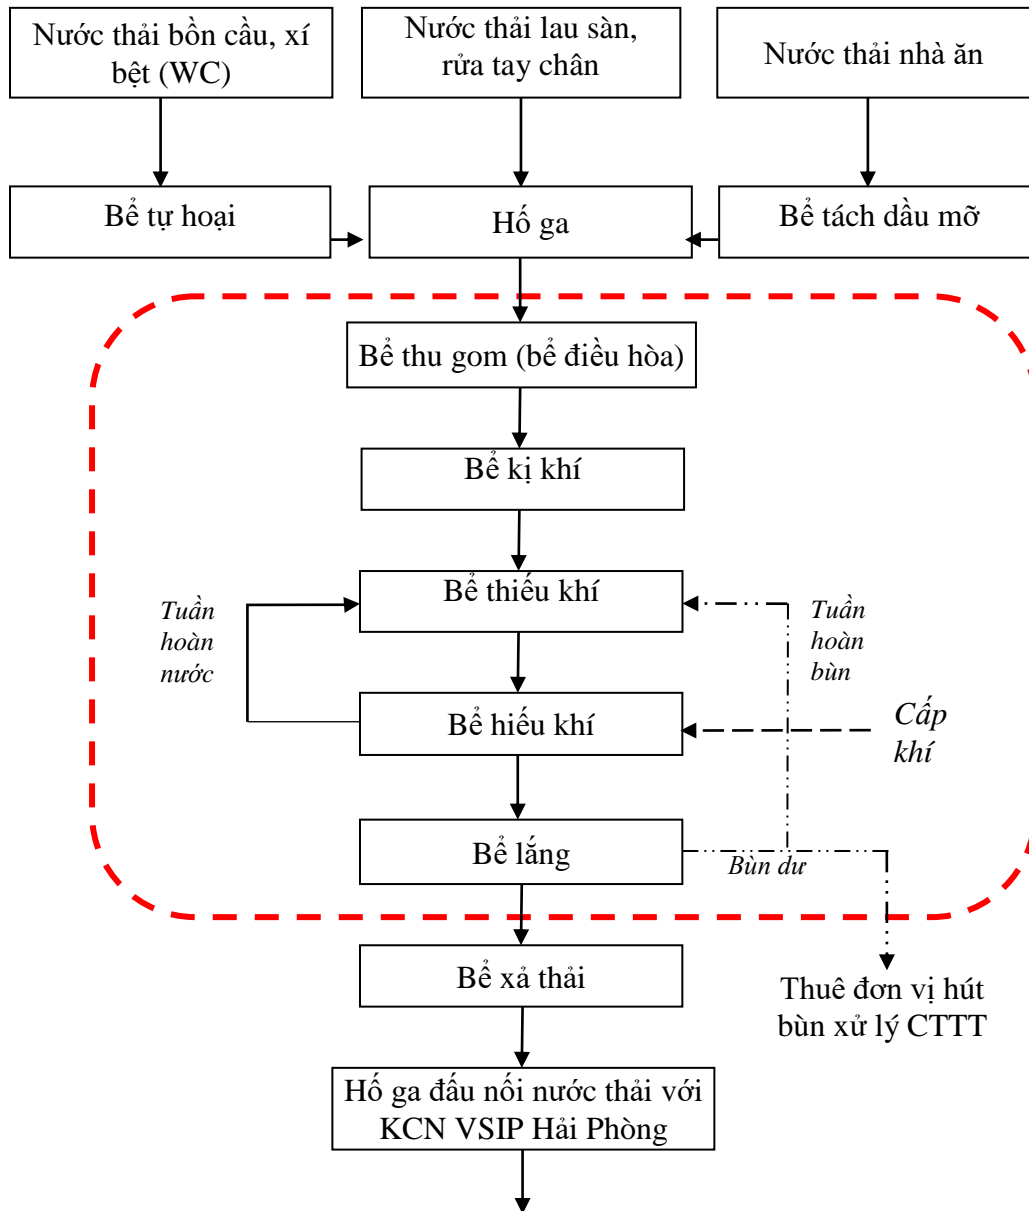 Nước thải bồn cầu, xí
bệt (WC)
Nước thải lau sàn,
rửa tay chân
Nước thải nhà ăn
Bể tự hoại
Hố ga
Bể tách dầu mỡ
Bể thu gom (bể điều hòa)
Bể kị khí
Bể thiếu khí
Tuần
hoàn
nước
Tuần
hoàn
bùn
Bể hiếu khí
Cấp
khí
Bể lắng
Bùn dư
Bể xả thải
Thuê đơn vị hút
bùn xử lý CTTT
Hố ga đấu nối nước thải với
KCN VSIP Hải Phòng